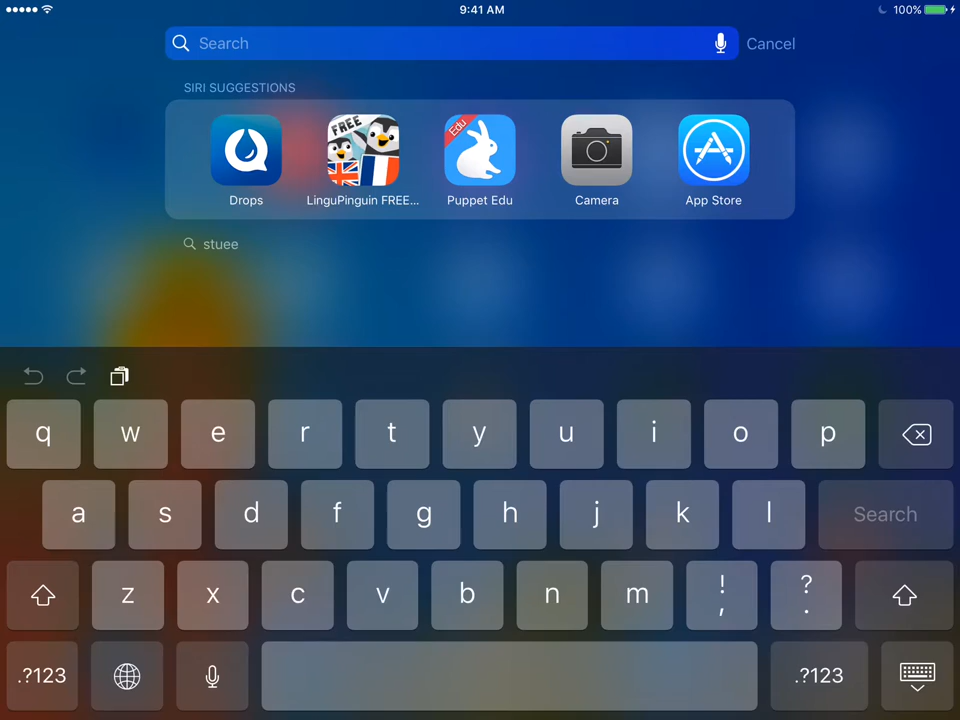 9:41 AM 100%
Search Cancel
SIRI SUGGESTIONS
FREE Edu
Drops LinguPinguin FREE... Puppet Edu Camera App Store
stuee
q w e r t y u i o p
a s d f g h j k l Search
z x c v b n m ! , ? .
.?123 .?123